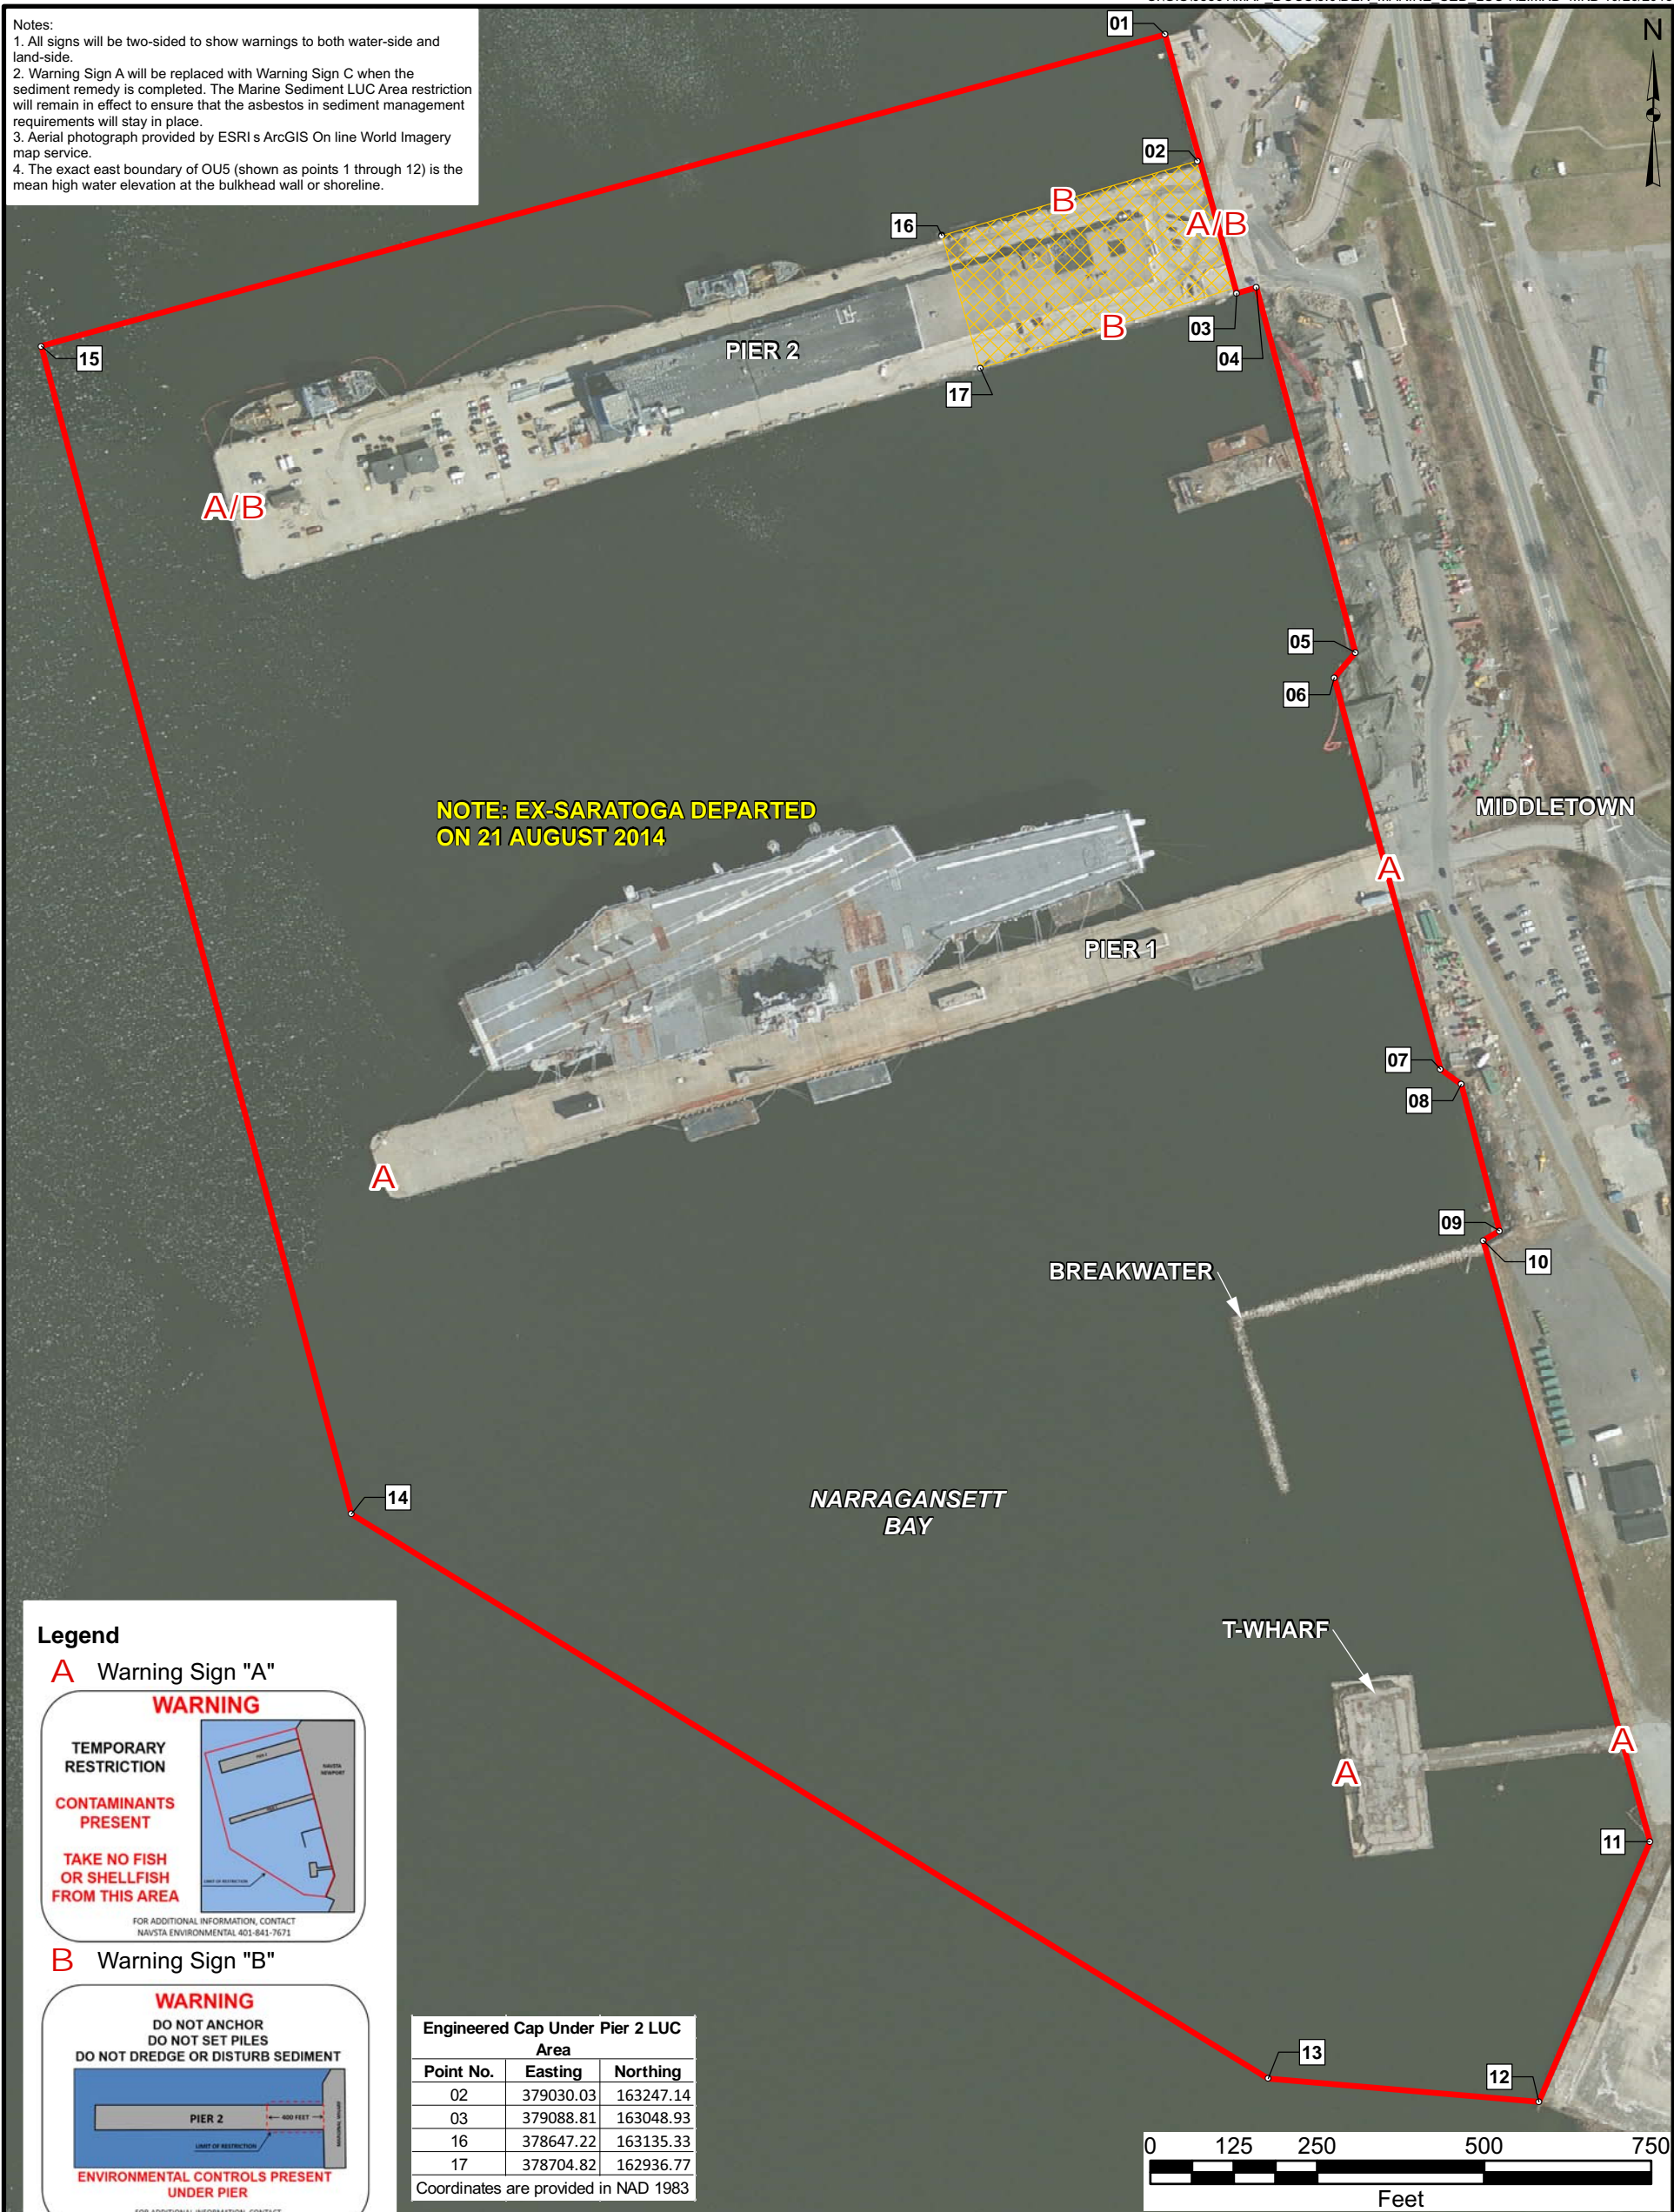 Notes:
1. All signs will be two-sided to show warnings to both water-side and
land-side.
2. Warning Sign A will be replaced with Warning Sign C when the
sediment remedy is completed. The Marine Sediment LUC Area restriction
will remain in effect to ensure that the asbestos in sediment management
requirements will stay in place.
3. Aerial photograph provided by ESRI s ArcGIS On line World Imagery
map service.
4. The exact east boundary of OU5 (shown as points 1 through 12) is the
mean high water elevation at the bulkhead wall or shoreline.
N
01
02
B
16
A/B
B
03
04
15
PIER 2
17
A/B
05
06
NOTE: EX-SARATOGA DEPARTED
ON 21 AUGUST 2014
MIDDLETOWN
A
PIER 1
07
08
A
09
10
BREAKWATER
14
NARRAGANSETT
BAY
T-WHARF
A
A
11
13
12
Legend
A Warning Sign "A"
WARNING
TEMPORARY
RESTRICTION
CONTAMINANTS
PRESENT
TAKE NO FISH
OR SHELLFISH
FROM THIS AREA
NAVSTA
NEWPORT
LIMIT OF RESTRICTION
FOR ADDITIONAL INFORMATION, CONTACT
NAVSTA ENVIRONMENTAL 401-841-7671
B Warning Sign "B"
WARNING
DO NOT ANCHOR
DO NOT SET PILES
DO NOT DREDGE OR DISTURB SEDIMENT
PIER 2
400 FEET
LIMIT OF RESTRICTION
ENVIRONMENTAL CONTROLS PRESENT
UNDER PIER
Engineered Cap Under Pier 2 LUC
Area
Point No. Easting Northing
02 379030.03 163247.14
03 379088.81 163048.93
16 378647.22 163135.33
17 378704.82 162936.77
Coordinates are provided in NAD 1983
0 125 250 500 750
Feet